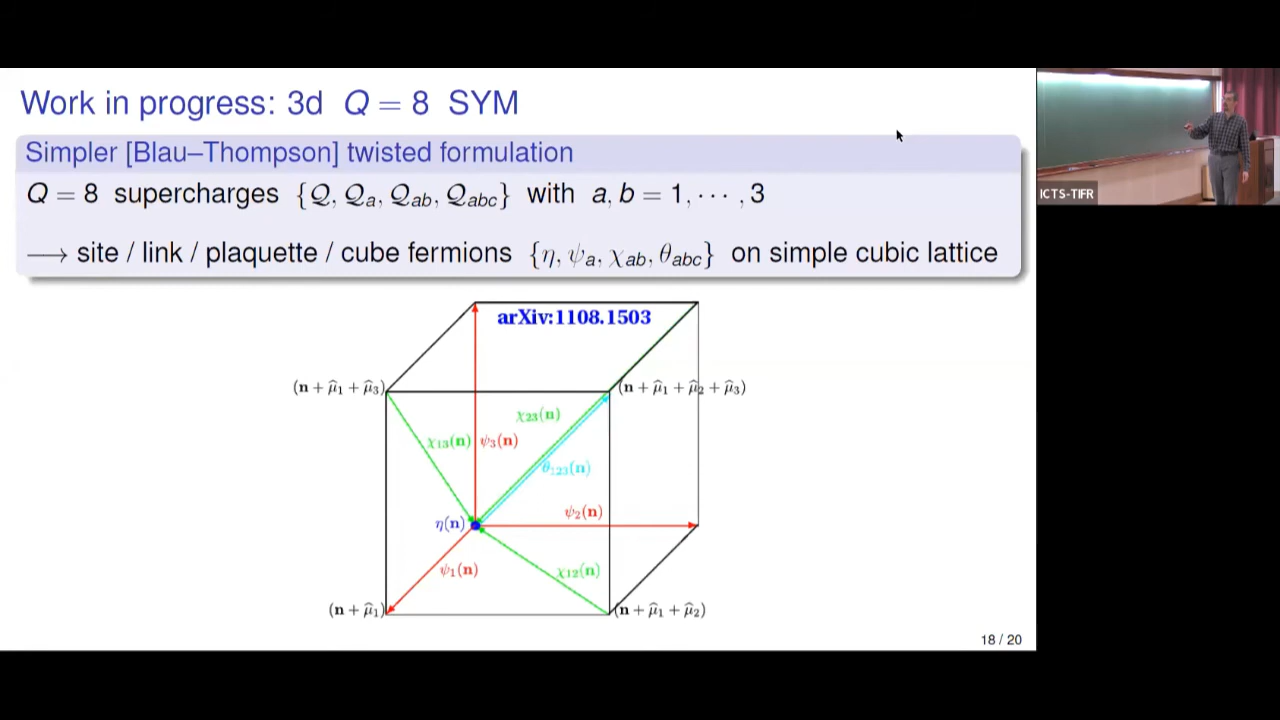 Work in progress: 3d Q = 8 SYM
Simpler [Blau–Thompson] twisted formulation
Q = 8 supercharges {𝒬, 𝒬ₐ, 𝒬ab, 𝒬abc} with a, b = 1, ⋯ , 3
⟶ site / link / plaquette / cube fermions {η, ψa, χab, θabc} on simple cubic lattice
arXiv:1108.1503
(n + μ̂1 + μ̂3)
(n + μ̂1 + μ̂2 + μ̂3)
χ23(n)
χ13(n)
ψ3(n)
θ123(n)
ψ2(n)
η(n)
ψ1(n)
χ12(n)
(n + μ̂1)
(n + μ̂1 + μ̂2)
18 / 20
ICTS-TIFR